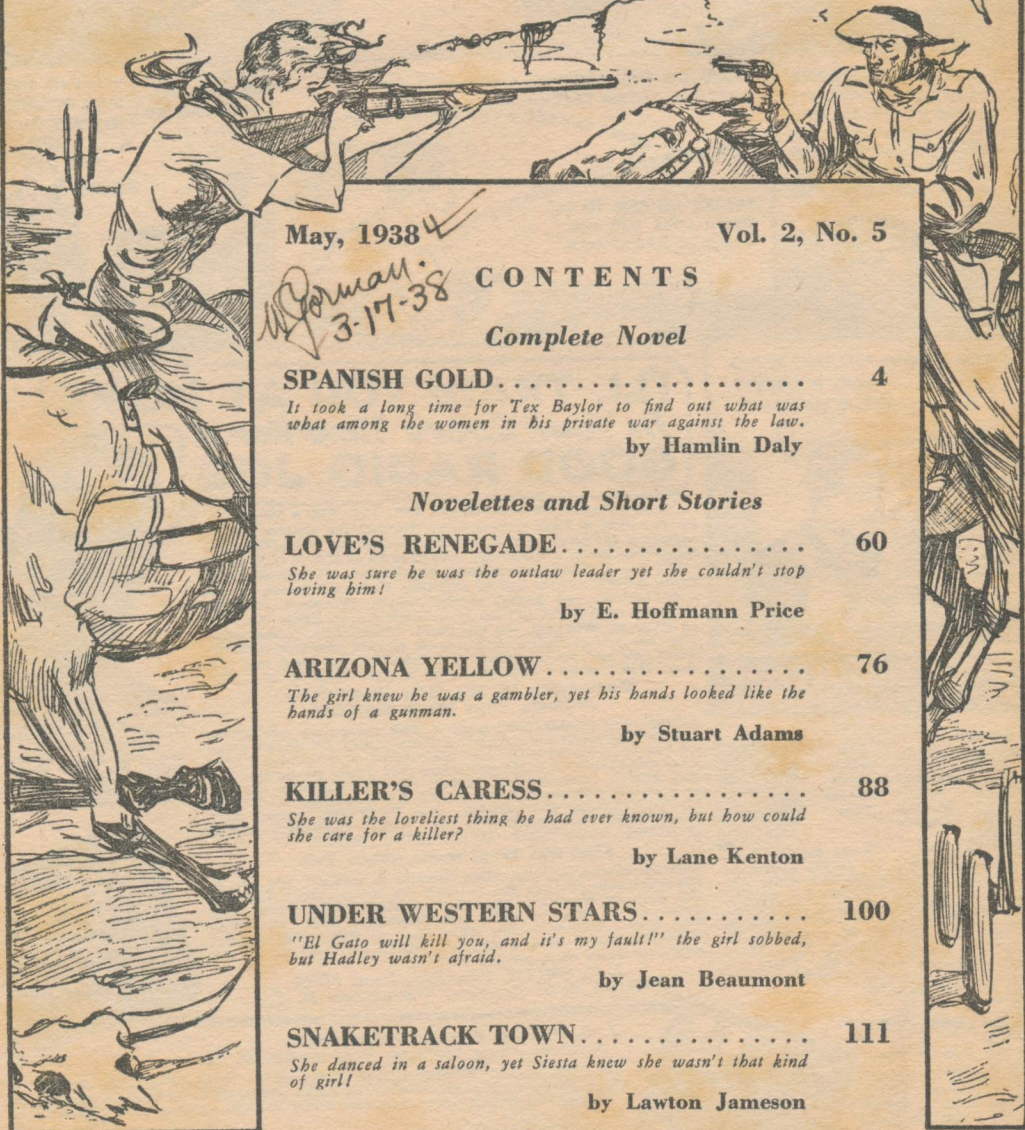 May, 1938 Vol. 2, No. 5
CONTENTS
3-17-38
Complete Novel
SPANISH GOLD.................... 4
It took a long time for Tex Baylor to find out what was
what among the women in his private war against the law.
by Hamlin Daly
Novelettes and Short Stories
LOVE'S RENEGADE................ 60
She was sure he was the outlaw leader yet she couldn't stop
loving him!
by E. Hoffmann Price
ARIZONA YELLOW................. 76
The girl knew he was a gambler, yet his hands looked like the
hands of a gunman.
by Stuart Adams
KILLER'S CARESS................. 88
She was the loveliest thing he had ever known, but how could
she care for a killer?
by Lane Kenton
UNDER WESTERN STARS........... 100
"El Gato will kill you, and it's my fault!" the girl sobbed,
but Hadley wasn't afraid.
by Jean Beaumont
SNAKETRACK TOWN............... 111
She danced in a saloon, yet Siesta knew she wasn't that kind
of girl!
by Lawton Jameson